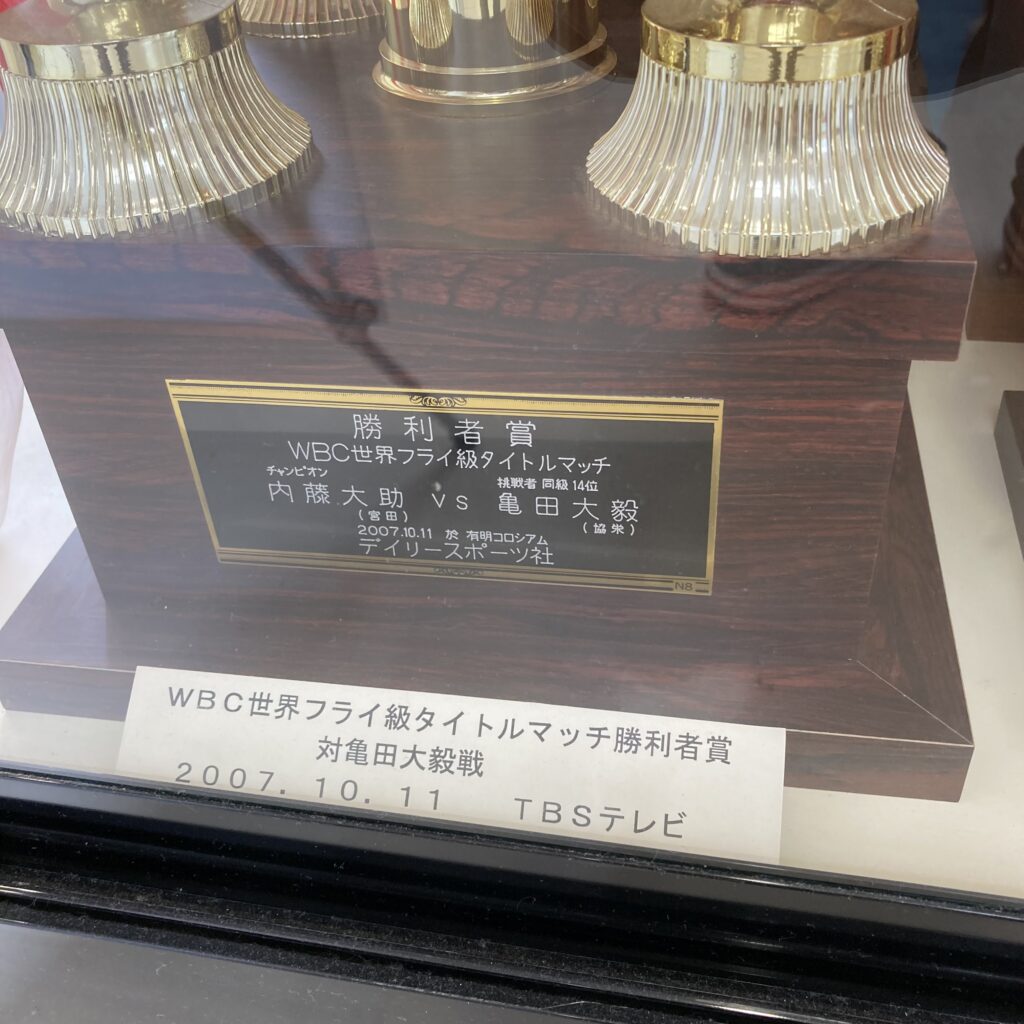 勝利者賞
WBC世界フライ級タイトルマッチ
チャンピオン 挑戦者 同級14位
内藤大助 VS 亀田大毅
(宮田) (協栄)
2007.10.11 於 有明コロシアム
デイリースポーツ社
N8
WBC世界フライ級タイトルマッチ勝利者賞
対亀田大毅戦
2007.10.11 TBSテレビ